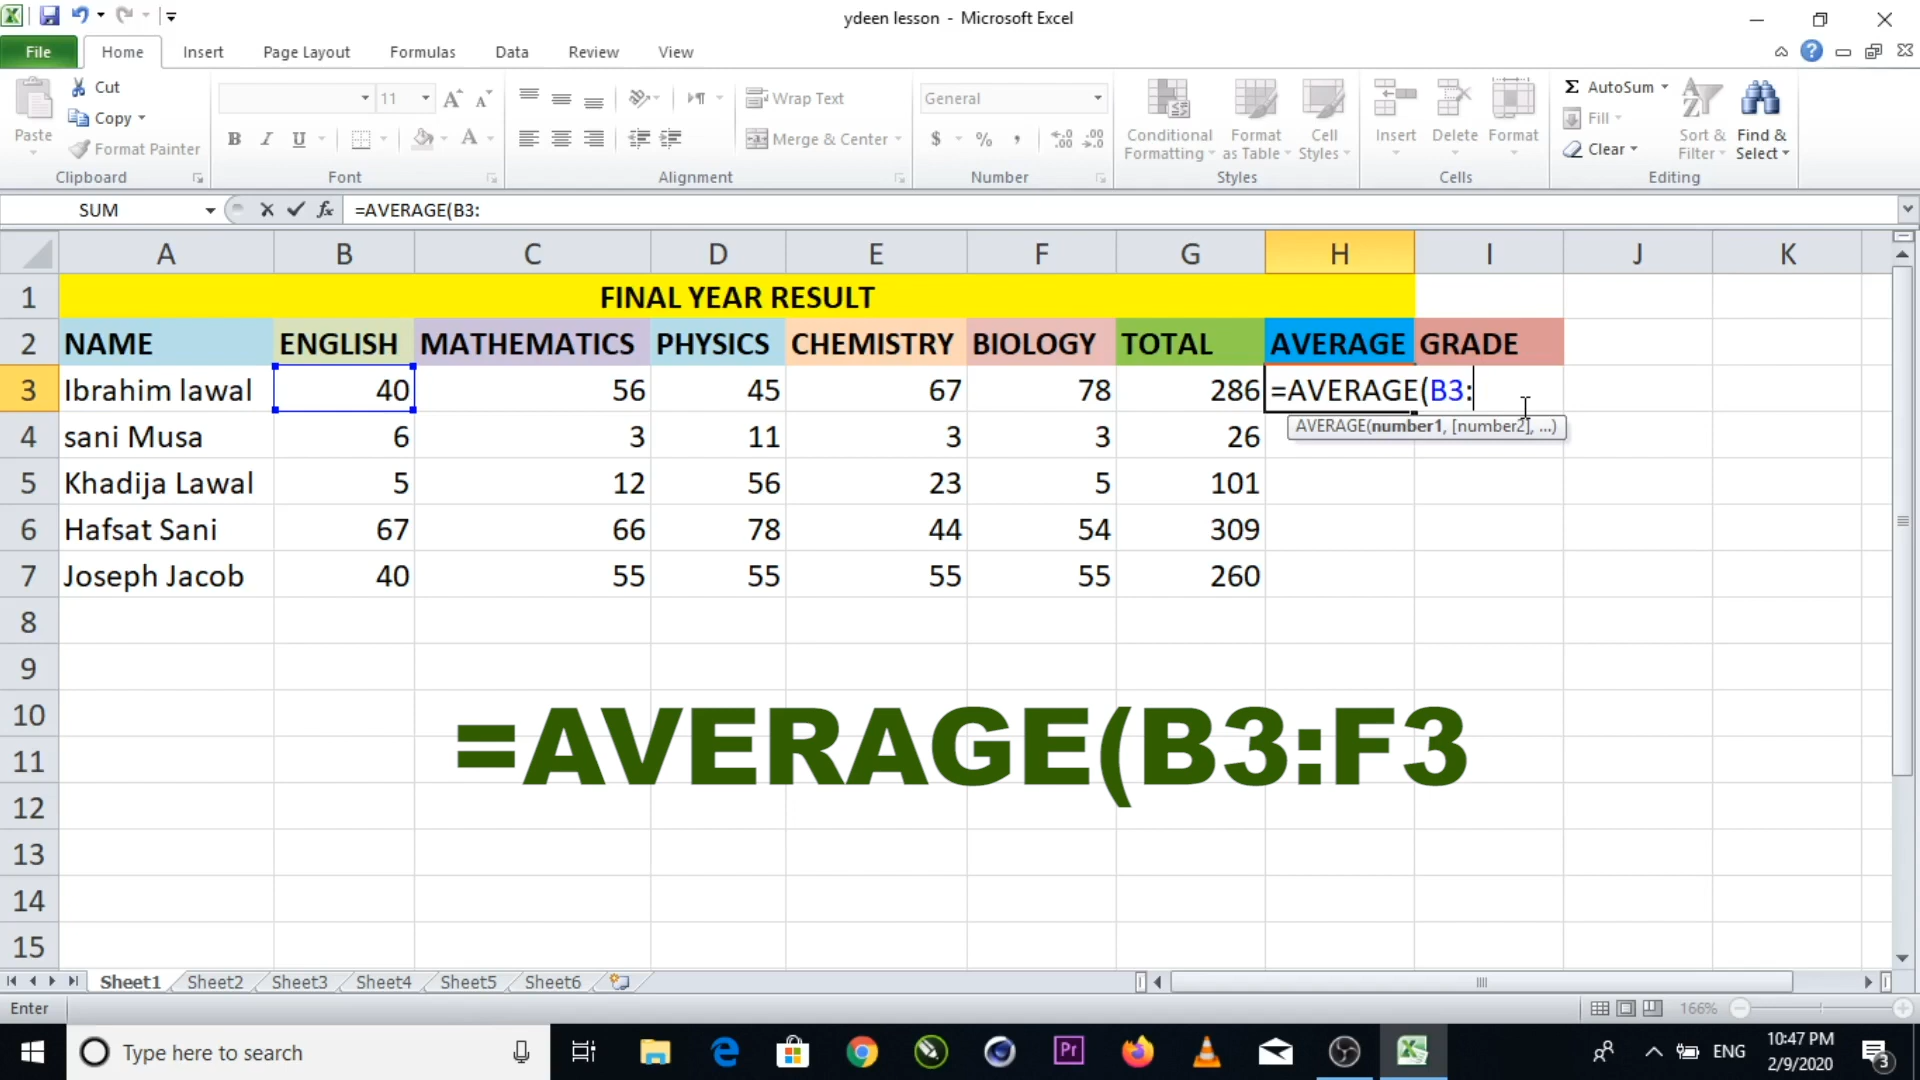 ydeen lesson - Microsoft Excel
File Home Insert Page Layout Formulas Data Review View
Paste Cut Copy Format Painter
11
Wrap Text
Merge & Center
General
$ % ,
Conditional Formatting
Format as Table
Cell Styles
Insert Delete Format
Σ AutoSum
Fill
Clear
Sort & Filter
Find & Select
Clipboard Font Alignment Number Styles Cells Editing
SUM fx =AVERAGE(B3:
A B C D E F G H I J K
1 FINAL YEAR RESULT
2 NAME ENGLISH MATHEMATICS PHYSICS CHEMISTRY BIOLOGY TOTAL AVERAGE GRADE
3 Ibrahim lawal 40 56 45 67 78 286 =AVERAGE(B3:
AVERAGE(number1, [number2], ...)
4 sani Musa 6 3 11 3 3 26
5 Khadija Lawal 5 12 56 23 5 101
6 Hafsat Sani 67 66 78 44 54 309
7 Joseph Jacob 40 55 55 55 55 260
8
9
10
=AVERAGE(B3:F3
11
12
13
14
15
Sheet1 Sheet2 Sheet3 Sheet4 Sheet5 Sheet6
Enter 166%
Type here to search Pr ENG 10:47 PM
2/9/2020 3